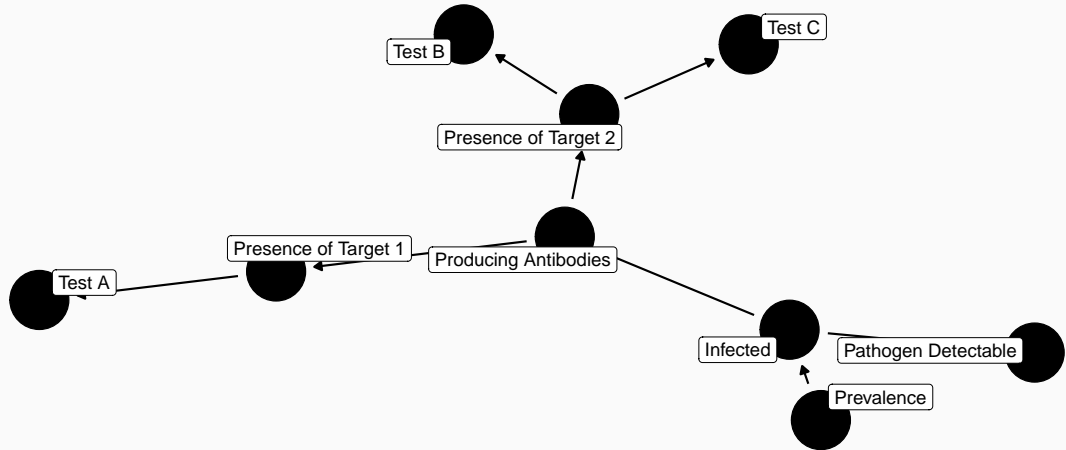 Test C
Test B
Presence of Target 2
Presence of Target 1
Producing Antibodies
Test A
Infected
Pathogen Detectable
Prevalence